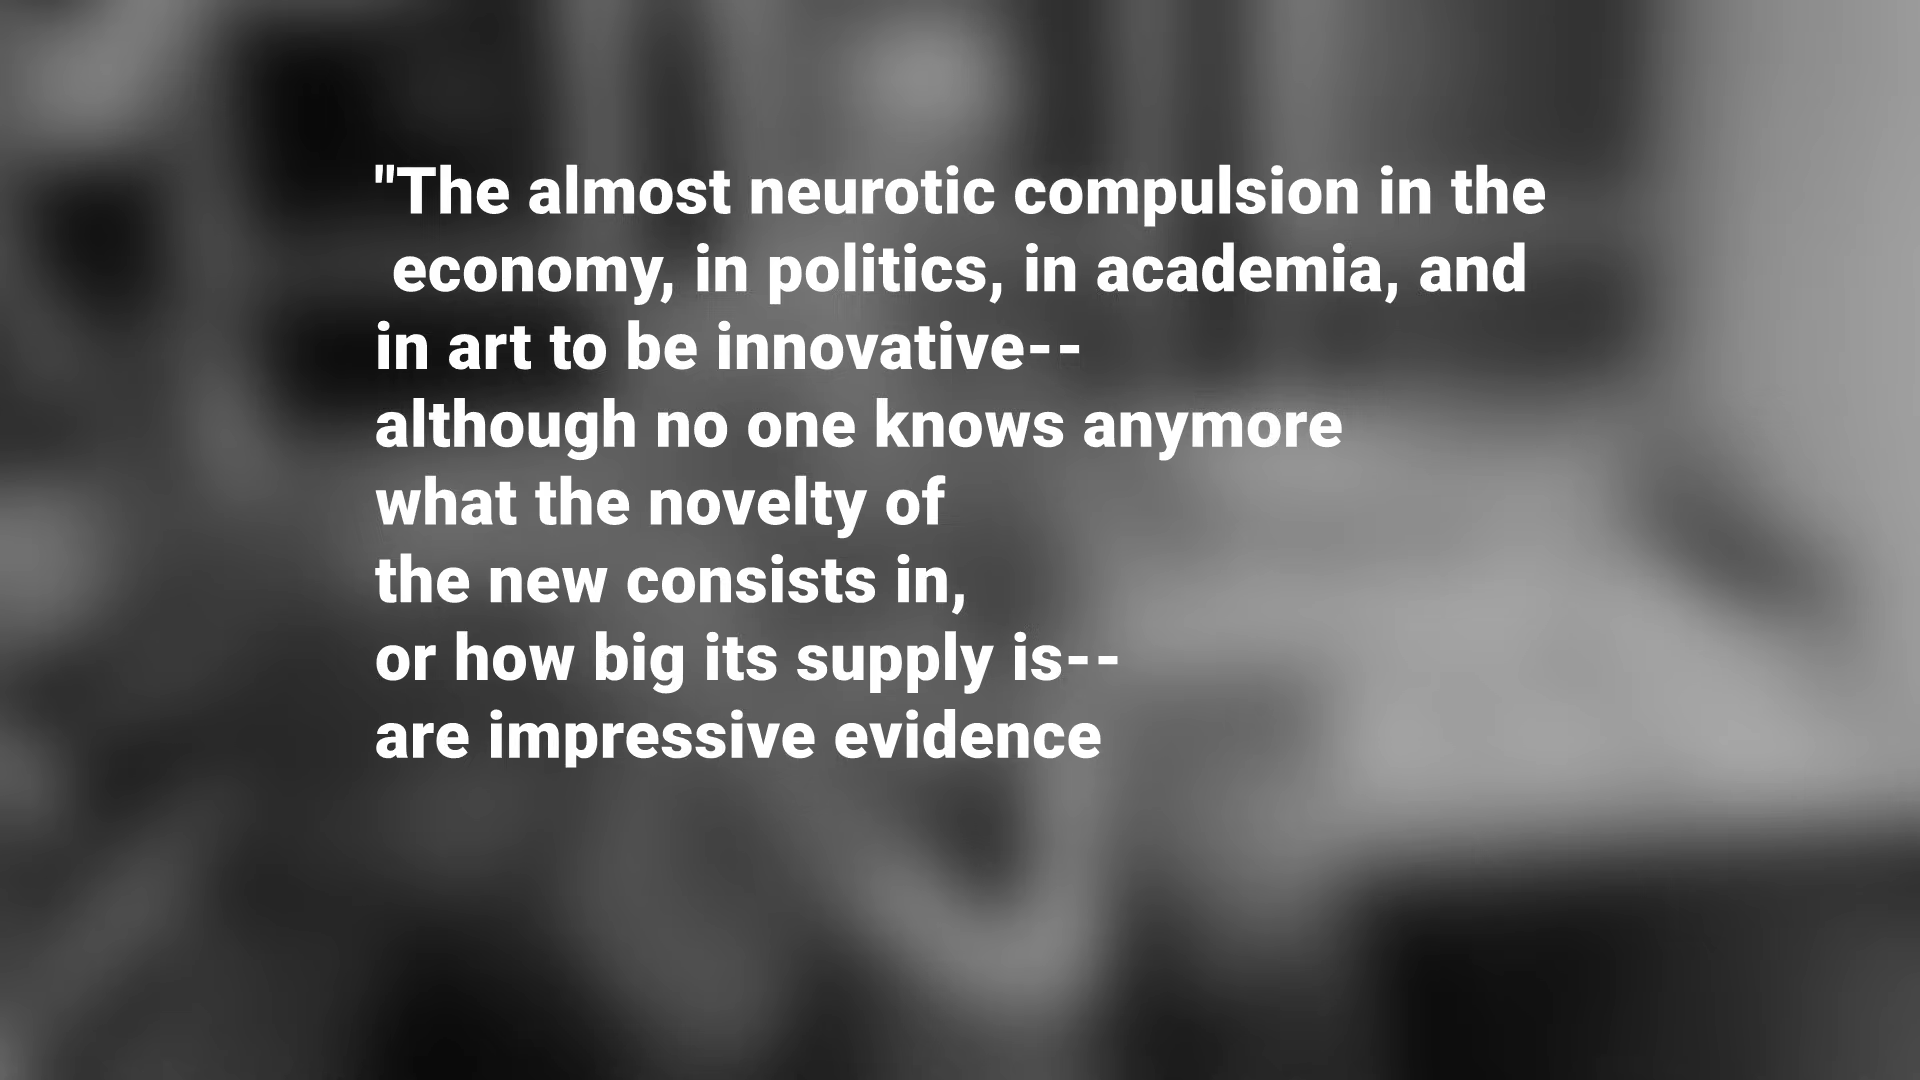 "The almost neurotic compulsion in the
economy, in politics, in academia, and
in art to be innovative--
although no one knows anymore
what the novelty of
the new consists in,
or how big its supply is--
are impressive evidence